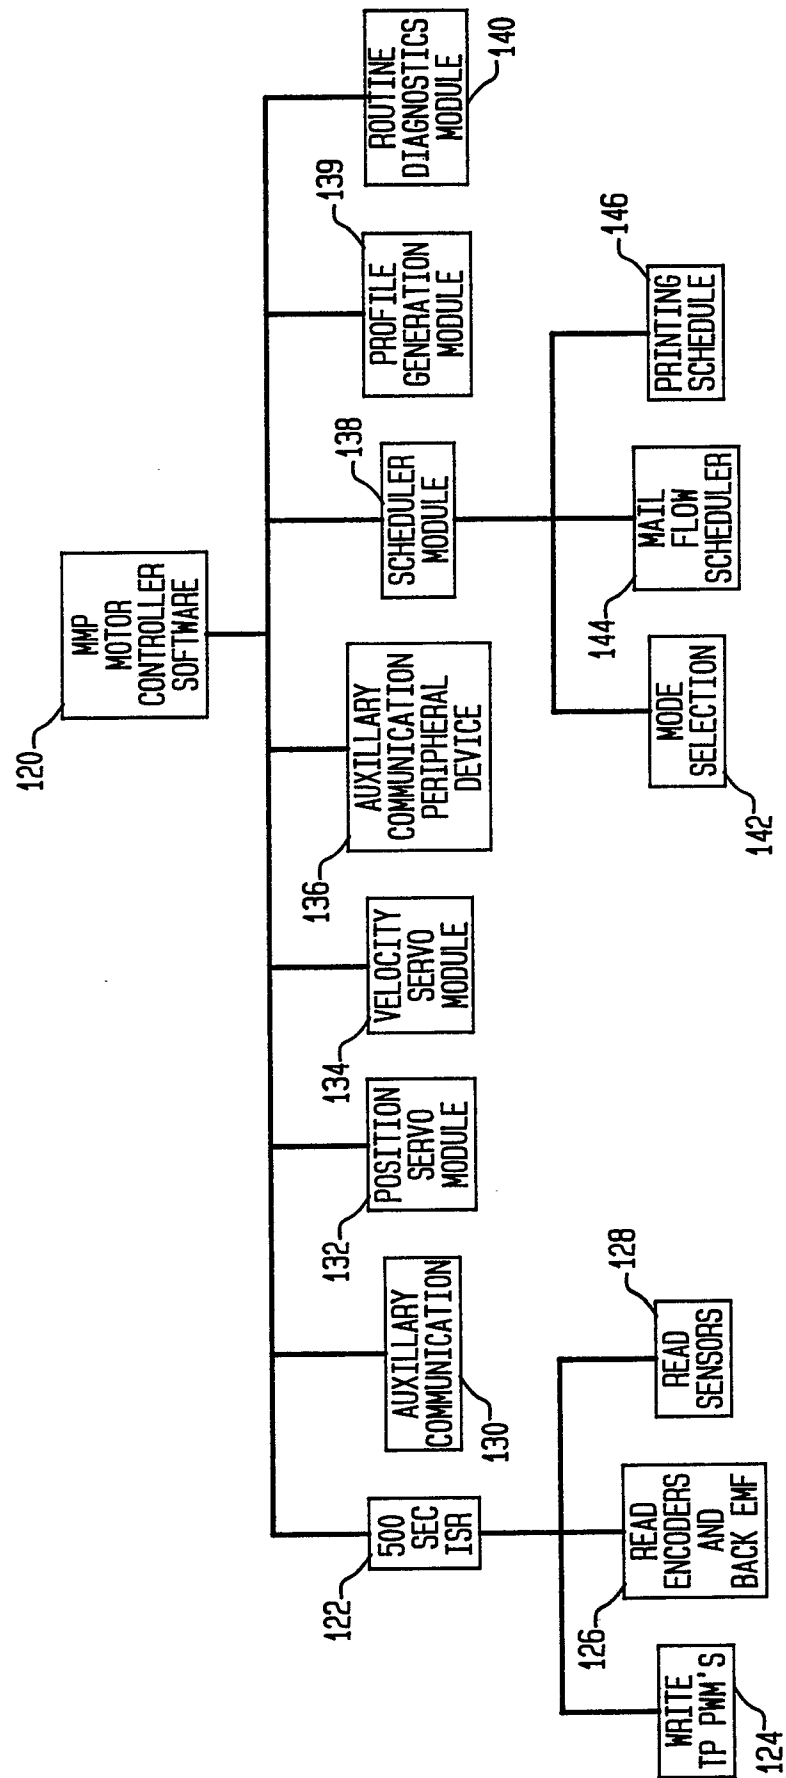 120
MMP
MOTOR
CONTROLLER
SOFTWARE
122
500
SEC
ISR
AUXILLARY
COMMUNICATION
130
132
POSITION
SERVO
MODULE
134
VELOCITY
SERVO
MODULE
136
AUXILLARY
COMMUNICATION
PERIPHERAL
DEVICE
138
SCHEDULER
MODULE
139
PROFILE
GENERATION
MODULE
ROUTINE
DIAGNOSTICS
MODULE
140
WRITE
TP PWM'S
124
126
READ
ENCODERS
AND
BACK EMF
128
READ
SENSORS
MODE
SELECTION
142
144
MAIL
FLOW
SCHEDULER
146
PRINTING
SCHEDULE